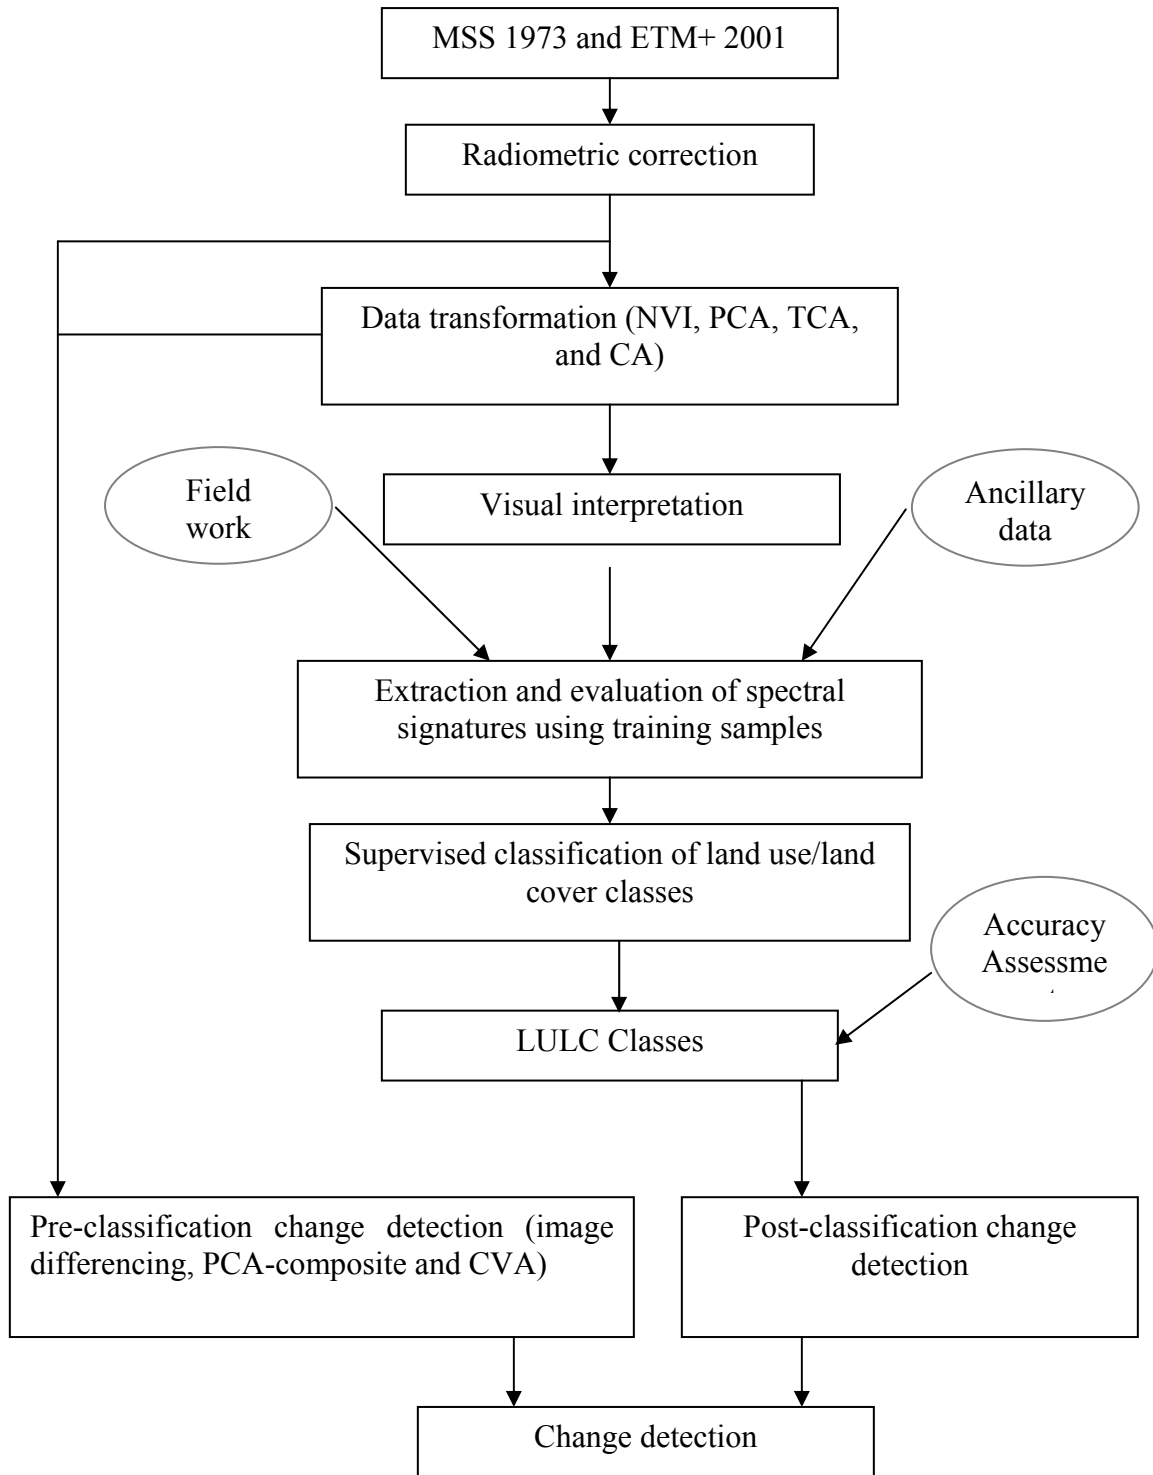 MSS 1973 and ETM+ 2001
Radiometric correction
Data transformation (NVI, PCA, TCA,
and CA)
Field
work
Visual interpretation
Ancillary
data
Extraction and evaluation of spectral
signatures using training samples
Supervised classification of land use/land
cover classes
Accuracy
Assessme
LULC Classes
Pre-classification change detection (image
differencing, PCA-composite and CVA)
Post-classification change
detection
Change detection